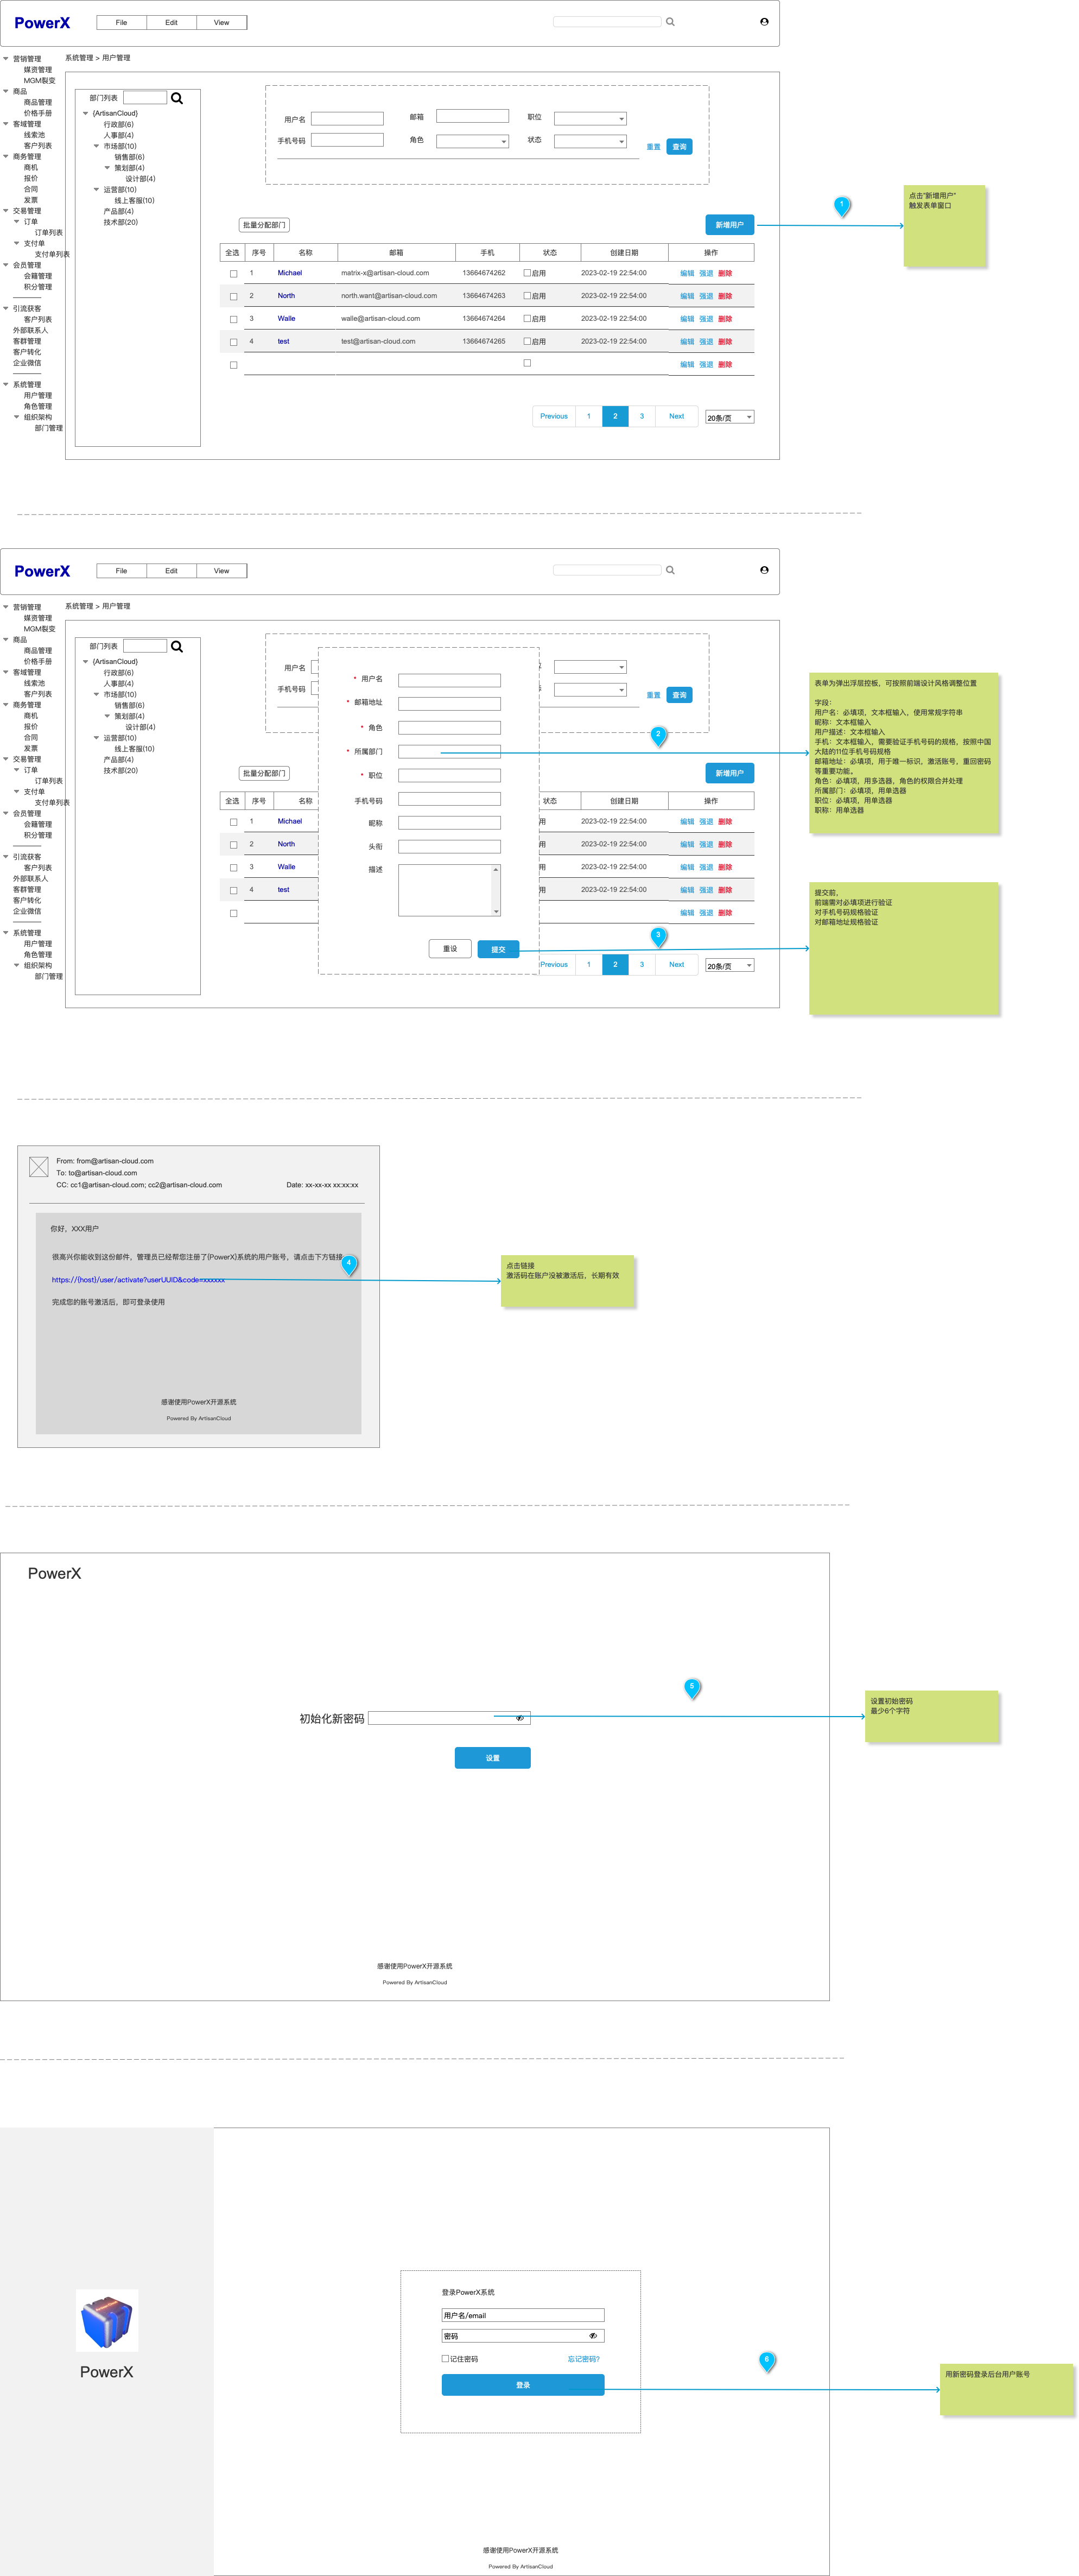 PowerX
File Edit View
营销管理
媒资管理
MGM裂变
商品
商品管理
价格手册
客域管理
线索池
客户列表
商务管理
商机
报价
合同
发票
交易管理
订单
订单列表
支付单
支付单列表
会员管理
会籍管理
积分管理
引流获客
客户列表
外部联系人
客群管理
客户转化
企业微信
系统管理
用户管理
角色管理
组织架构
部门管理
系统管理 > 用户管理
部门列表
{ArtisanCloud}
行政部(6)
人事部(4)
市场部(10)
销售部(6)
策划部(4)
设计部(4)
运营部(10)
线上客服(10)
产品部(4)
技术部(20)
用户名 邮箱 职位
手机号码 角色 状态 重置 查询
批量分配部门 新增用户
全选 序号 名称 邮箱 手机 状态 创建日期 操作
1 Michael matrix-x@artisan-cloud.com 13664674262 启用 2023-02-19 22:54:00 编辑 强退 删除
2 North north.want@artisan-cloud.com 13664674263 启用 2023-02-19 22:54:00 编辑 强退 删除
3 Walle walle@artisan-cloud.com 13664674264 启用 2023-02-19 22:54:00 编辑 强退 删除
4 test test@artisan-cloud.com 13664674265 启用 2023-02-19 22:54:00 编辑 强退 删除
编辑 强退 删除
Previous 1 2 3 Next 20条/页
1
点击“新增用户”
触发表单窗口
PowerX
File Edit View
营销管理
媒资管理
MGM裂变
商品
商品管理
价格手册
客域管理
线索池
客户列表
商务管理
商机
报价
合同
发票
交易管理
订单
订单列表
支付单
支付单列表
会员管理
会籍管理
积分管理
引流获客
客户列表
外部联系人
客群管理
客户转化
企业微信
系统管理
用户管理
角色管理
组织架构
部门管理
系统管理 > 用户管理
部门列表
{ArtisanCloud}
行政部(6)
人事部(4)
市场部(10)
销售部(6)
策划部(4)
设计部(4)
运营部(10)
线上客服(10)
产品部(4)
技术部(20)
用户名
手机号码 重置 查询
批量分配部门 新增用户
全选 序号 名称 状态 创建日期 操作
1 Michael 用 2023-02-19 22:54:00 编辑 强退 删除
2 North 用 2023-02-19 22:54:00 编辑 强退 删除
3 Walle 用 2023-02-19 22:54:00 编辑 强退 删除
4 test 用 2023-02-19 22:54:00 编辑 强退 删除
编辑 强退 删除
Previous 1 2 3 Next 20条/页
* 用户名
* 邮箱地址
* 角色
* 所属部门
* 职位
手机号码
昵称
头衔
描述
重设 提交
2
表单为弹出浮层控板，可按照前端设计风格调整位置
字段：
用户名：必填项，文本框输入，使用常规字符串
昵称：文本框输入
用户描述：文本框输入
手机：文本框输入，需要验证手机号码的规格，按照中国
大陆的11位手机号码规格
邮箱地址：必填项，用于唯一标识，激活账号，重回密码
等重要功能。
角色：必填项，用多选器，角色的权限合并处理
所属部门：必填项，用单选器
职位：必填项，用单选器
职称：用单选器
3
提交前，
前端需对必填项进行验证
对手机号码规格验证
对邮箱地址规格验证
From: from@artisan-cloud.com
To: to@artisan-cloud.com
CC: cc1@artisan-cloud.com; cc2@artisan-cloud.com Date: xx-xx-xx xx:xx:xx
你好，XXX用户
很高兴你能收到这份邮件，管理员已经帮您注册了{PowerX}系统的用户账号，请点击下方链接
https://{host}/user/activate?userUUID&code=xxxxxx
完成您的账号激活后，即可登录使用
感谢使用PowerX开源系统
Powered By ArtisanCloud
4
点击链接
激活码在账户没被激活后，长期有效
PowerX
初始化新密码
设置
感谢使用PowerX开源系统
Powered By ArtisanCloud
5
设置初始密码
最少6个字符
PowerX
登录PowerX系统
用户名/email
密码
记住密码 忘记密码?
登录
感谢使用PowerX开源系统
Powered By ArtisanCloud
6
用新密码登录后台用户账号